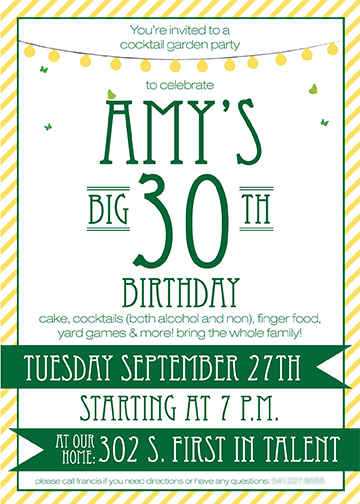 You're invited to a
cocktail garden party
to celebrate
AMY'S
BIG 30 TH
BIRTHDAY
cake, cocktails (both alcohol and non), finger food,
yard games & more! bring the whole family!
TUESDAY SEPTEMBER 27TH
STARTING AT 7 P.M.
AT OUR HOME: 302 S. FIRST IN TALENT
please call francis if you need directions or have any questions.